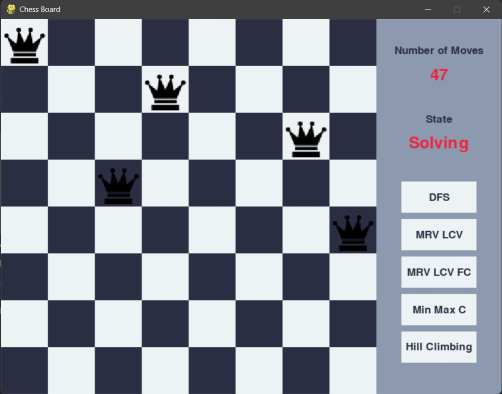 Chess Board
Number of Moves
47
State
Solving
DFS
MRV LCV
MRV LCV FC
Min Max C
Hill Climbing